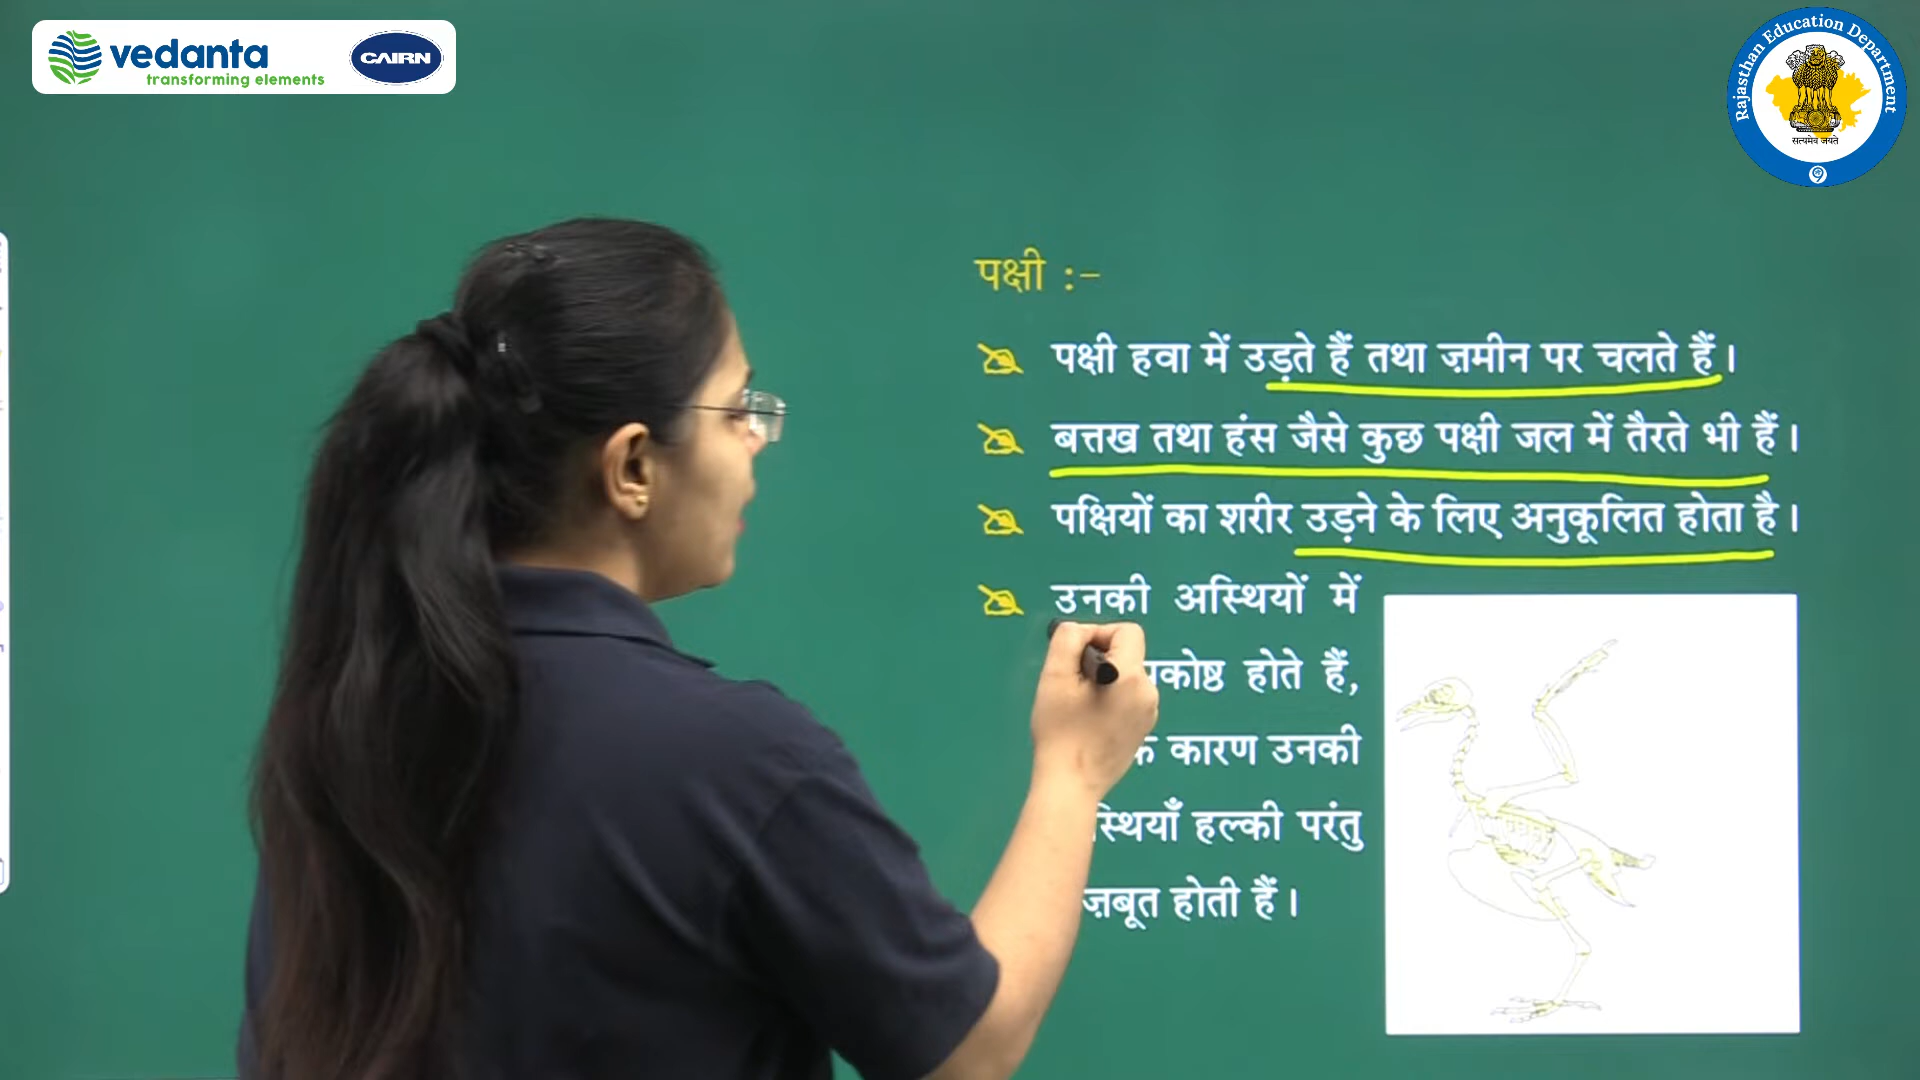 vedanta
transforming elements
CAIRN
Rajasthan Education Department
सत्यमेव जयते
पक्षी :-
पक्षी हवा में उड़ते हैं तथा ज़मीन पर चलते हैं।
बत्तख तथा हंस जैसे कुछ पक्षी जल में तैरते भी हैं।
पक्षियों का शरीर उड़ने के लिए अनुकूलित होता है।
उनकी अस्थियों में
होते हैं,
कारण उनकी
हल्की परंतु
होती हैं।